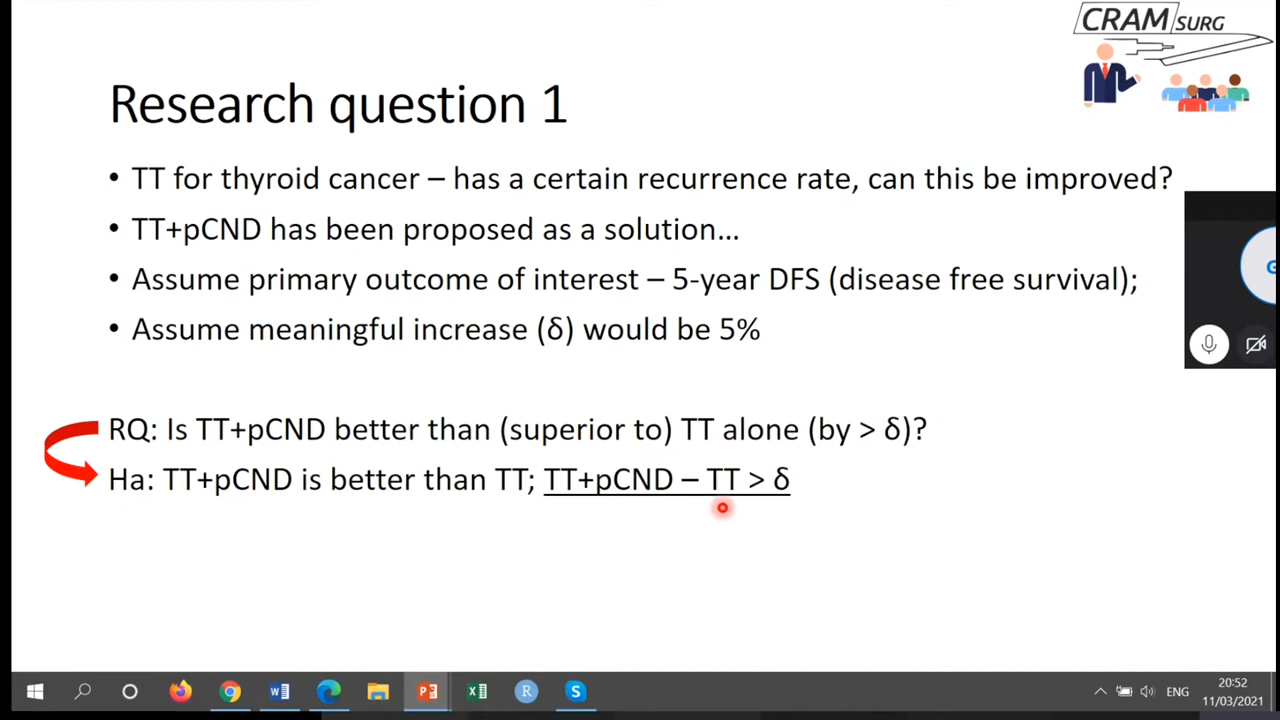 CRAM SURG
Research question 1
• TT for thyroid cancer – has a certain recurrence rate, can this be improved?
• TT+pCND has been proposed as a solution…
• Assume primary outcome of interest – 5-year DFS (disease free survival);
• Assume meaningful increase (δ) would be 5%
RQ: Is TT+pCND better than (superior to) TT alone (by > δ)?
Ha: TT+pCND is better than TT; TT+pCND – TT > δ
ENG
20:52
11/03/2021